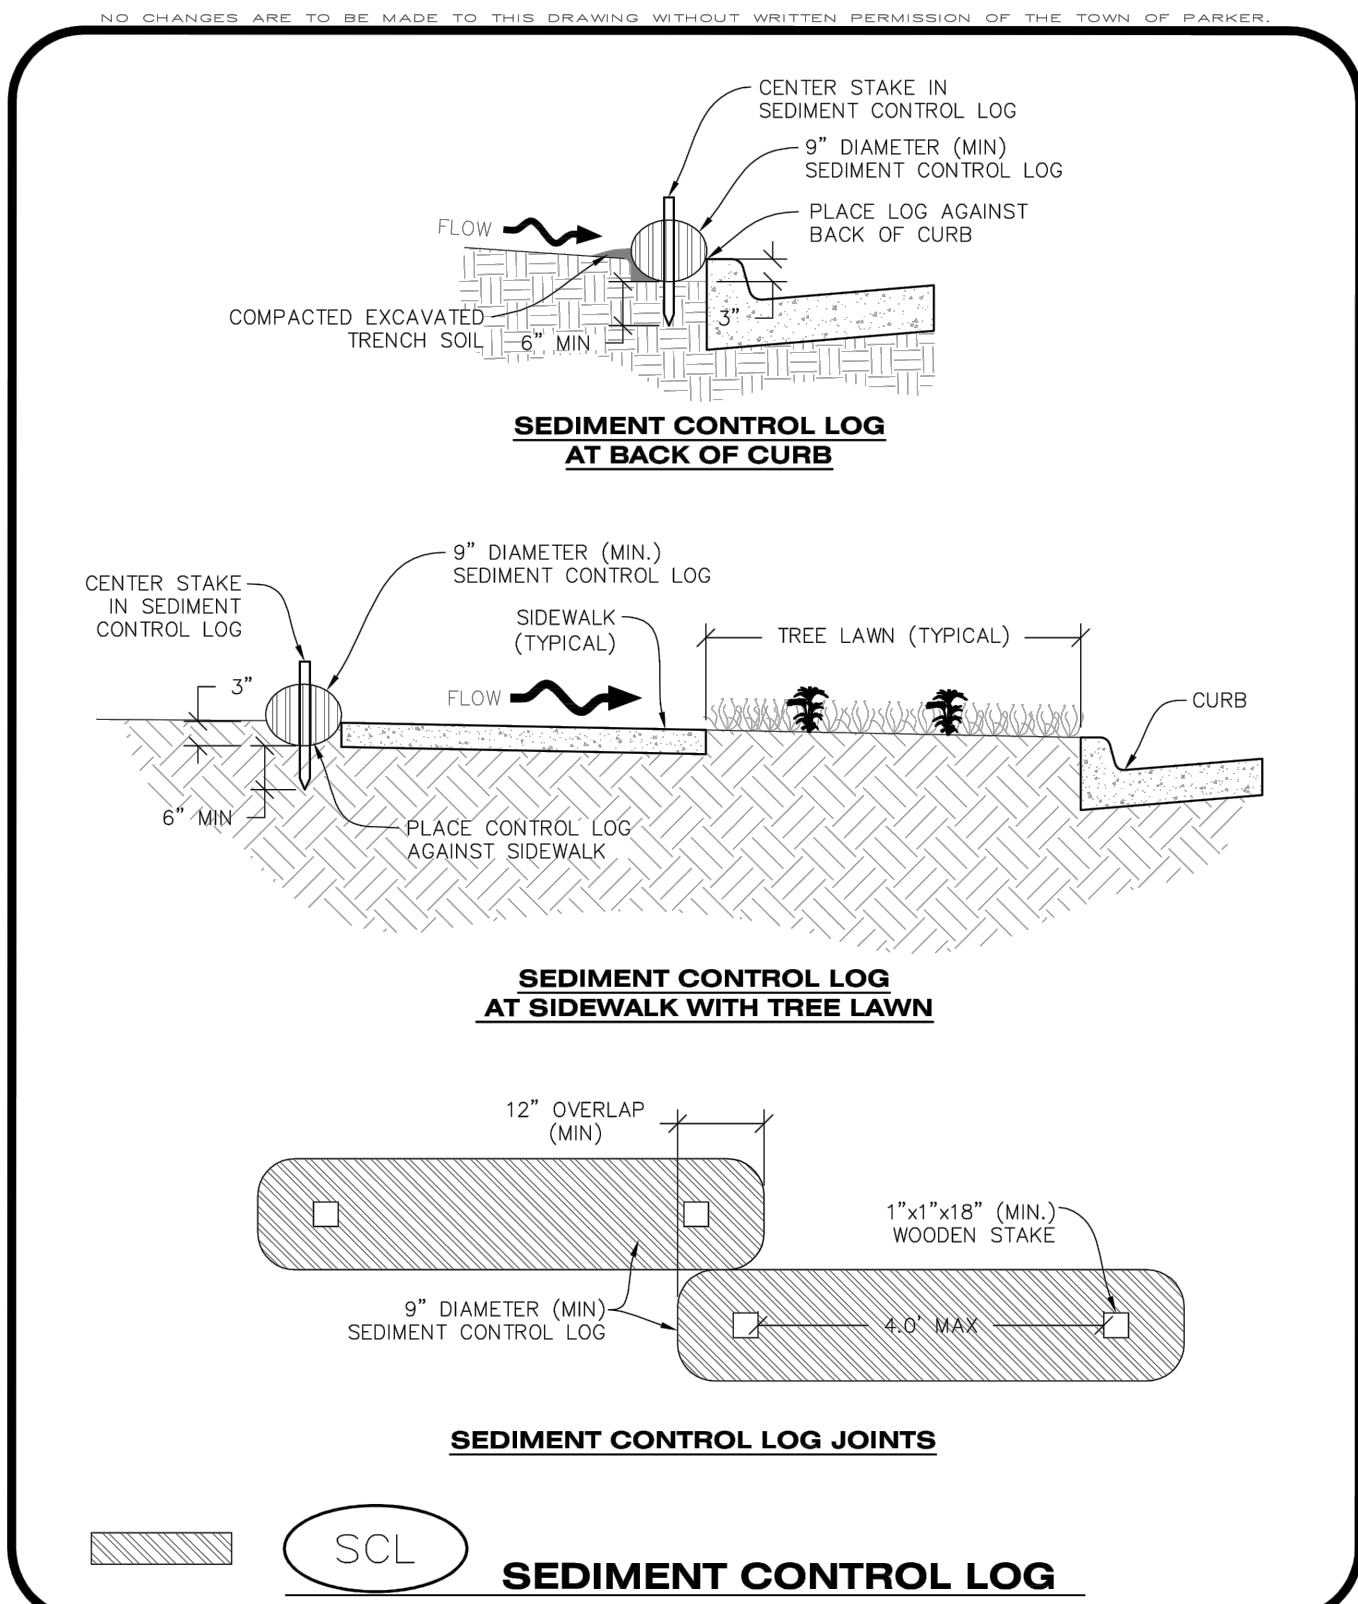 NO CHANGES ARE TO BE MADE TO THIS DRAWING WITHOUT WRITTEN PERMISSION OF THE TOWN OF PARKER.
CENTER STAKE IN
SEDIMENT CONTROL LOG
9” DIAMETER (MIN)
SEDIMENT CONTROL LOG
PLACE LOG AGAINST
BACK OF CURB
FLOW
COMPACTED EXCAVATED
TRENCH SOIL
6” MIN
3”
SEDIMENT CONTROL LOG
AT BACK OF CURB
9” DIAMETER (MIN.)
SEDIMENT CONTROL LOG
CENTER STAKE
IN SEDIMENT
CONTROL LOG
SIDEWALK
(TYPICAL)
TREE LAWN (TYPICAL)
3”
FLOW
CURB
6” MIN
PLACE CONTROL LOG
AGAINST SIDEWALK
SEDIMENT CONTROL LOG
AT SIDEWALK WITH TREE LAWN
12” OVERLAP
(MIN)
1”x1”x18” (MIN.)
WOODEN STAKE
9” DIAMETER (MIN)
SEDIMENT CONTROL LOG
4.0’ MAX
SEDIMENT CONTROL LOG JOINTS
SCL
SEDIMENT CONTROL LOG